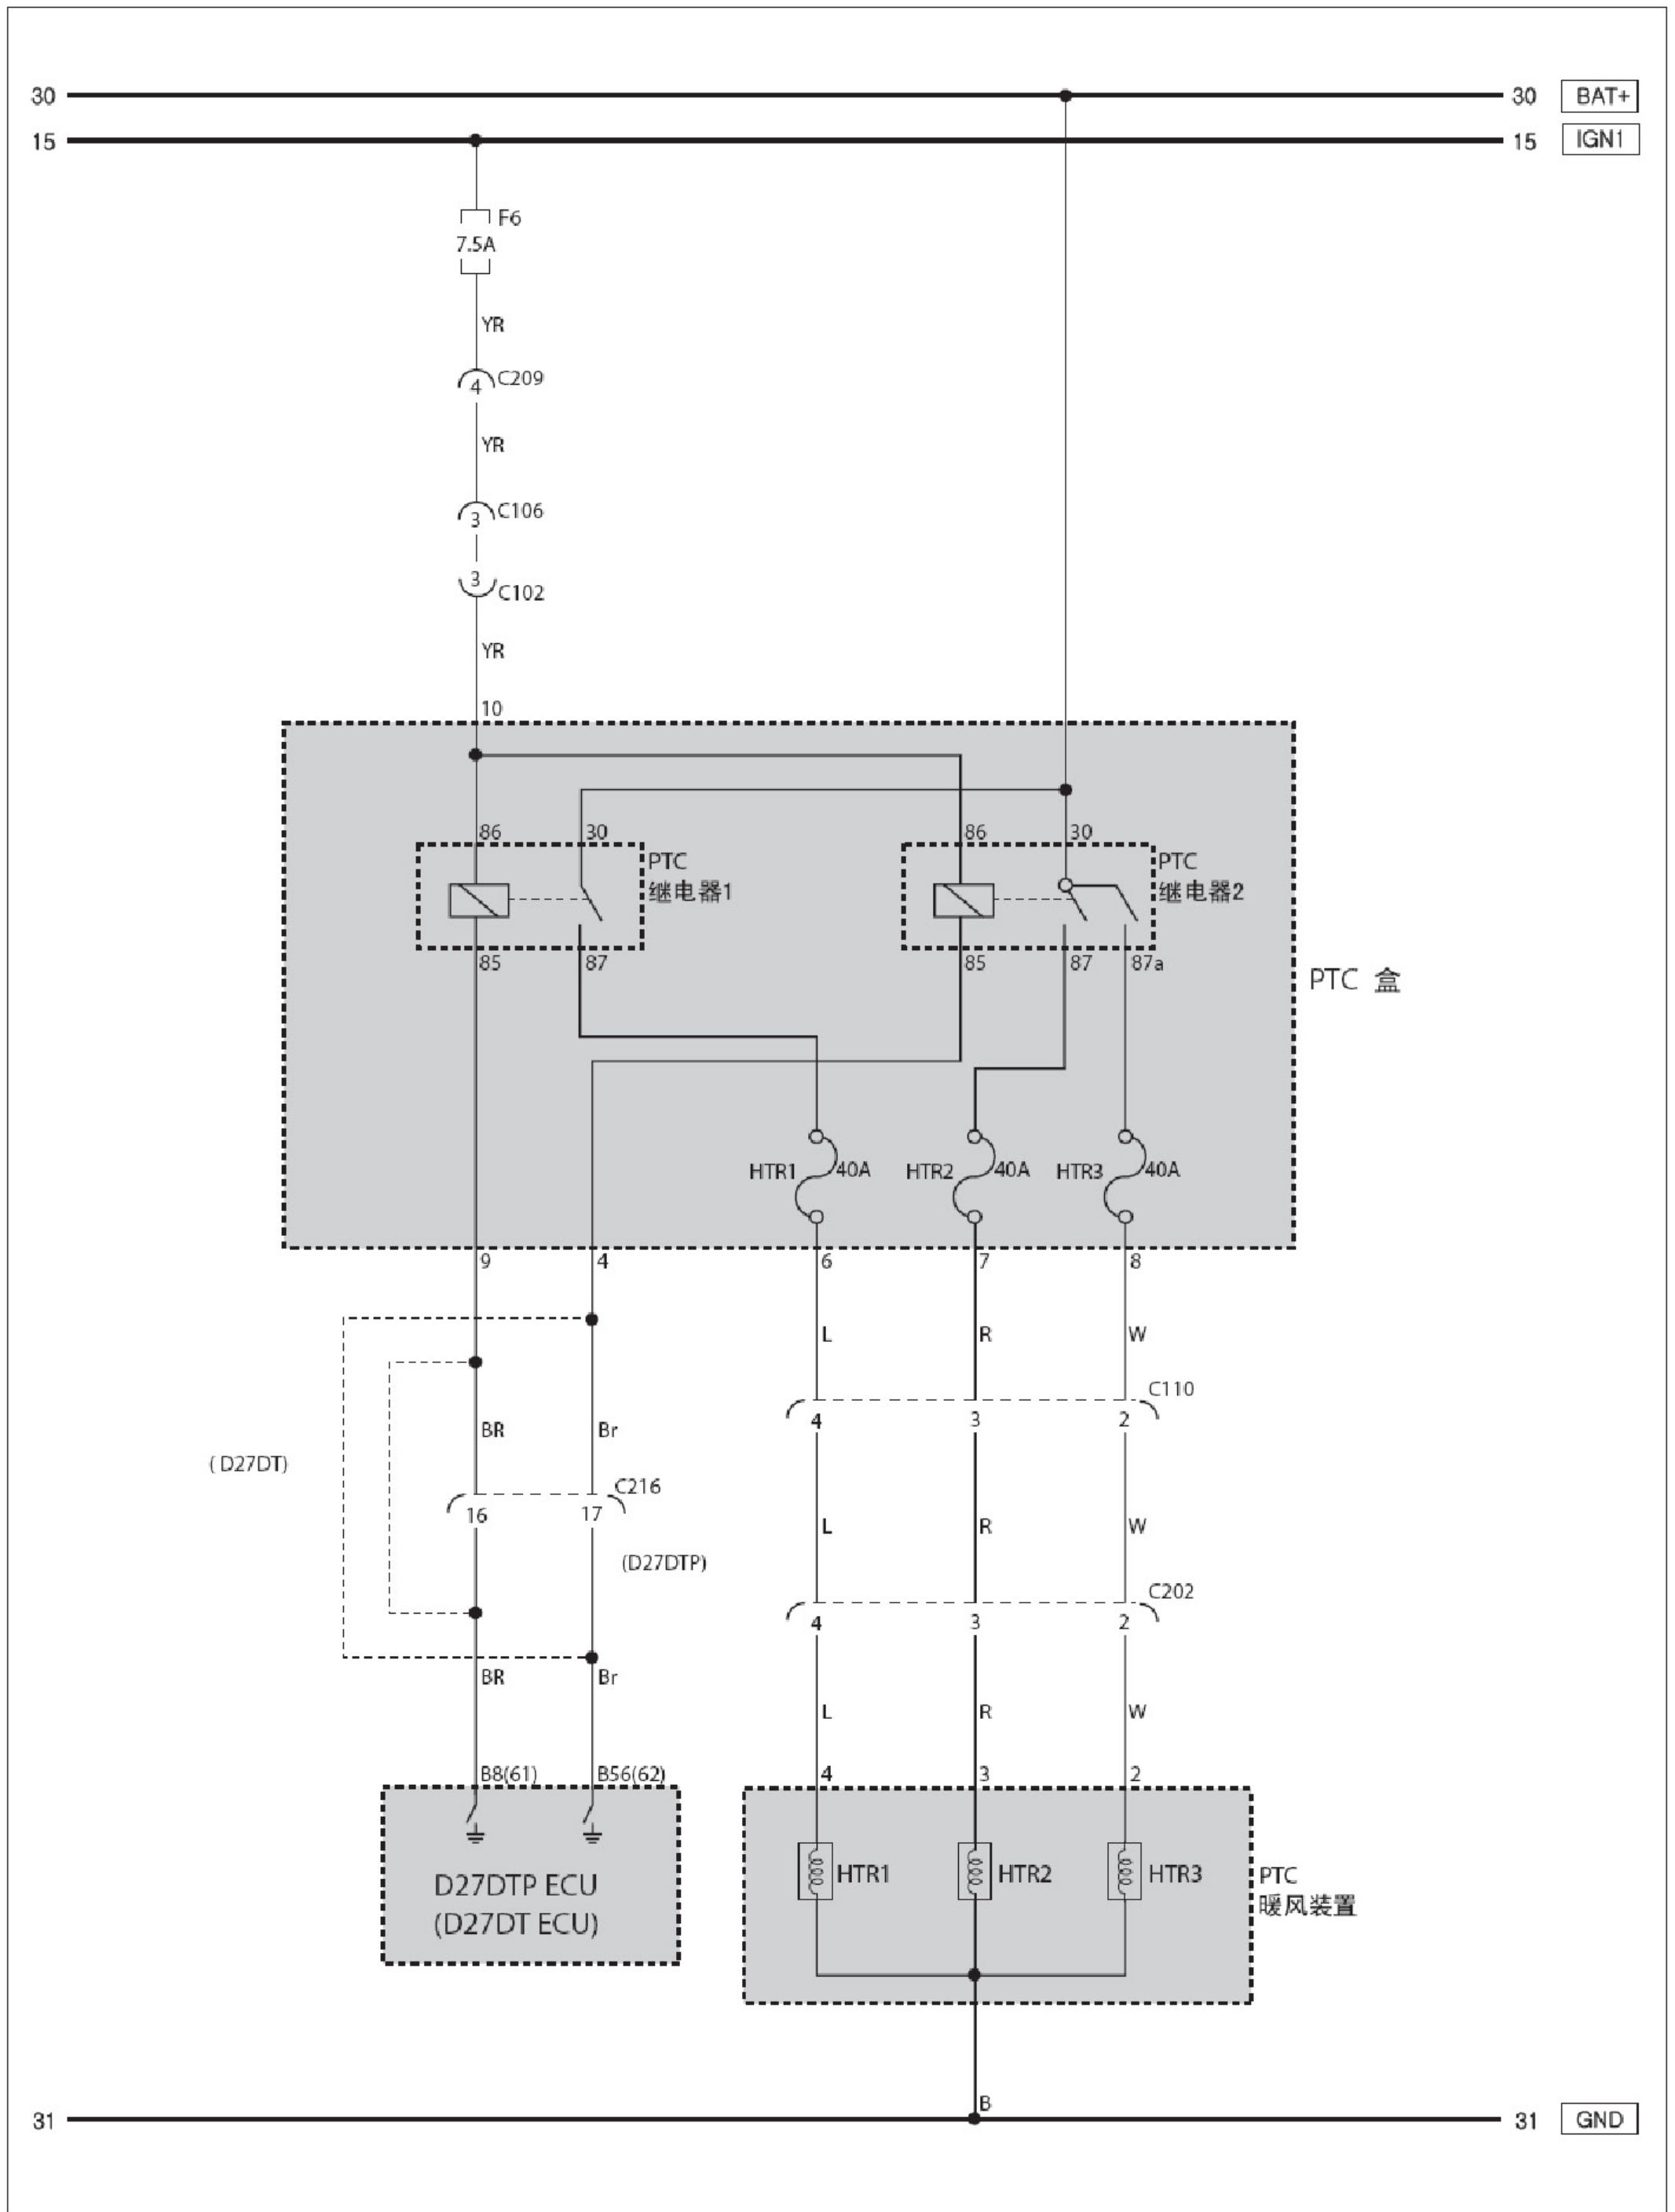 30 30 BAT+
15 15 IGN1
F6
7.5A
YR
4 C209
YR
3 C106
3 C102
YR
10
86 30 86 30
PTC PTC
继电器1 继电器2
85 87 85 87 87a
PTC 盒
HTR1 40A HTR2 40A HTR3 40A
9 4 6 7 8
L R W
C110
4 3 2
BR Br
(D27DT)
C216
16 17
L R W
(D27DTP)
C202
4 3 2
BR Br
L R W
B8(61) B56(62) 4 3 2
HTR1 HTR2 HTR3 PTC
D27DTP ECU
暖风装置
(D27DT ECU)
B
31 31 GND